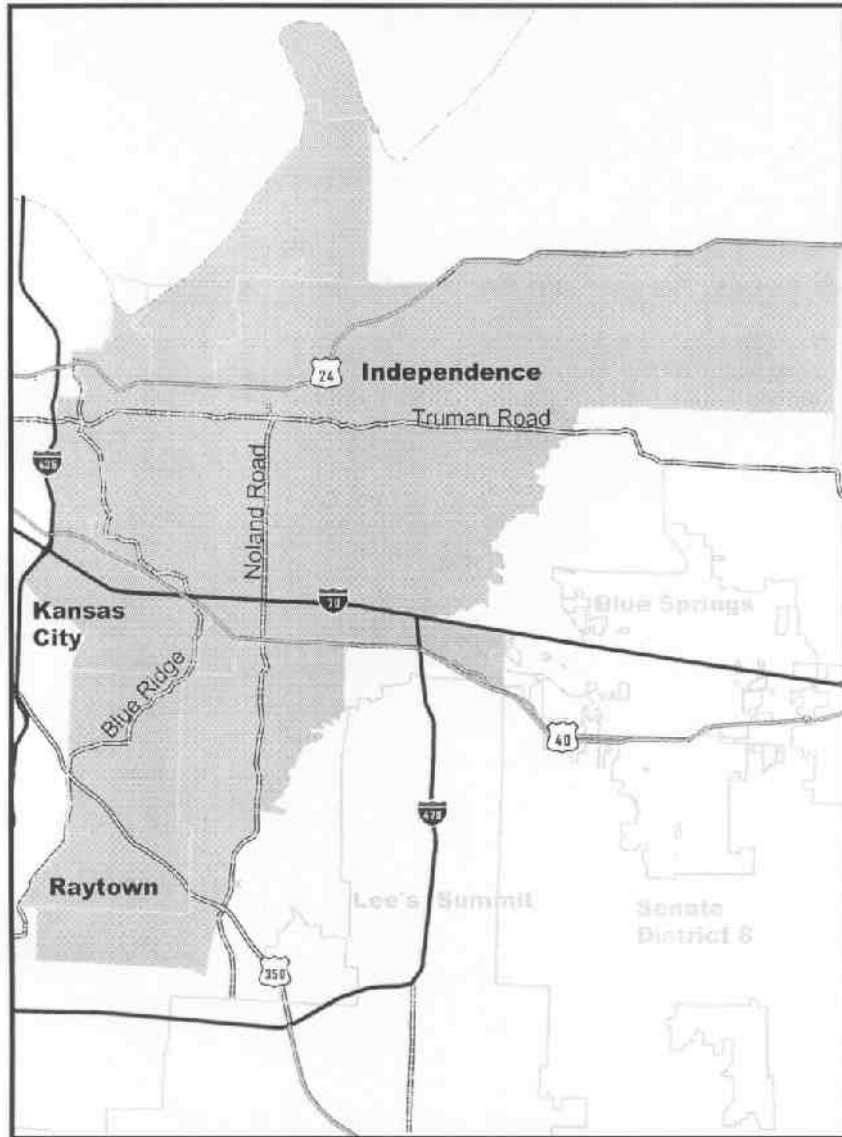 24
Independence
Truman Road
435
Noland Road
70
Kansas
City
Blue Springs
Blue Ridge
40
470
Raytown
Lee's Summit
Senate
District 8
350